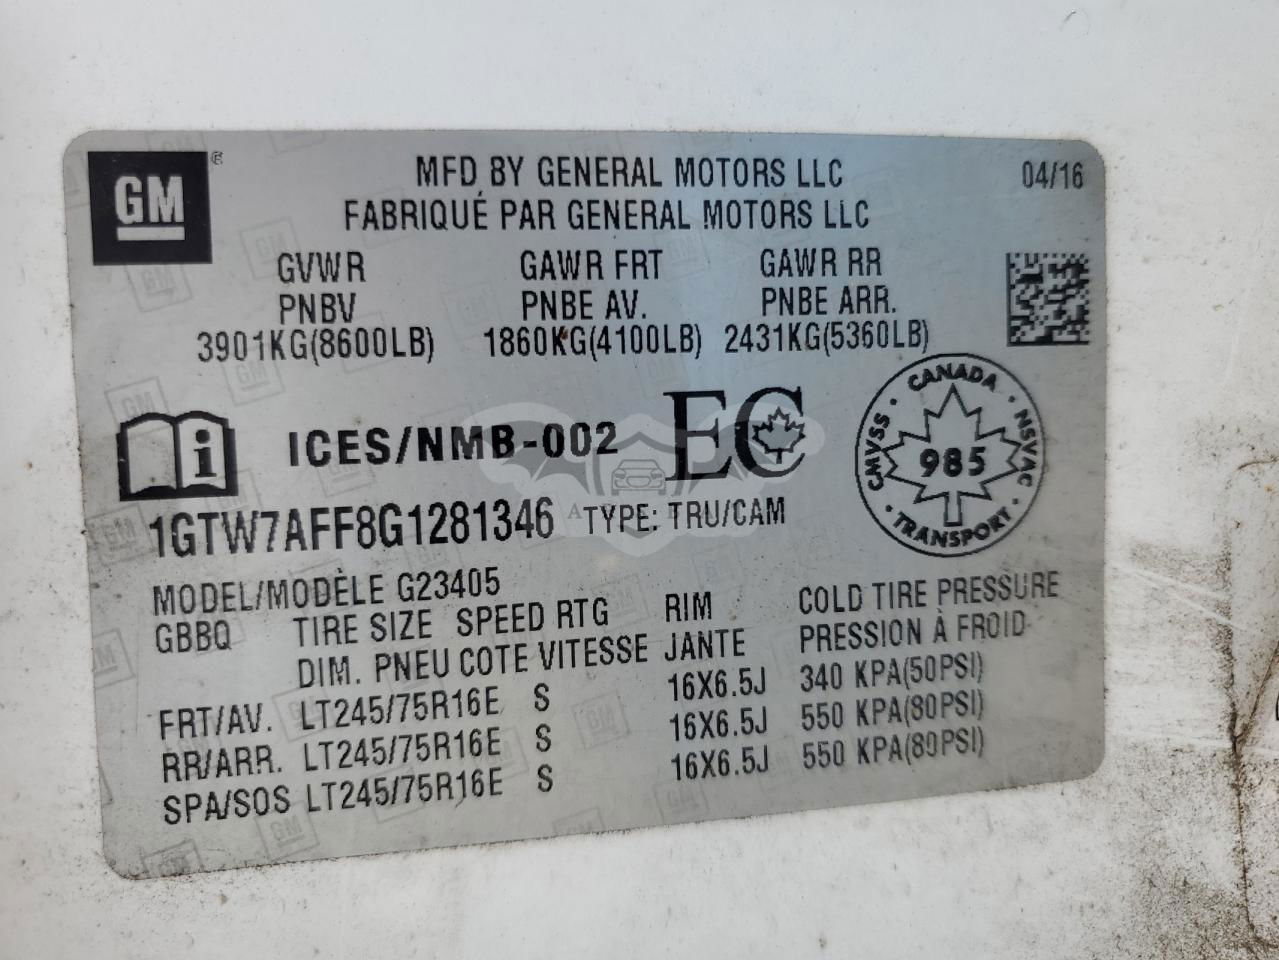 GM
MFD BY GENERAL MOTORS LLC 04/16
FABRIQUÉ PAR GENERAL MOTORS LLC
GVWR GAWR FRT GAWR RR
PNBV PNBE AV. PNBE ARR.
3901KG(8600LB) 1860KG(4100LB) 2431KG(5360LB)
i ICES/NMB-002 EC
CANADA
CMVSS 985 NSVAC
TRANSPORT
1GTW7AFF8G1281346 TYPE: TRU/CAM
MODEL/MODÈLE G23405
GBBQ TIRE SIZE SPEED RTG RIM COLD TIRE PRESSURE
DIM. PNEU COTE VITESSE JANTE PRESSION À FROID
FRT/AV. LT245/75R16E S 16X6.5J 340 KPA(50PSI)
RR/ARR. LT245/75R16E S 16X6.5J 550 KPA(80PSI)
SPA/SOS LT245/75R16E S 16X6.5J 550 KPA(80PSI)